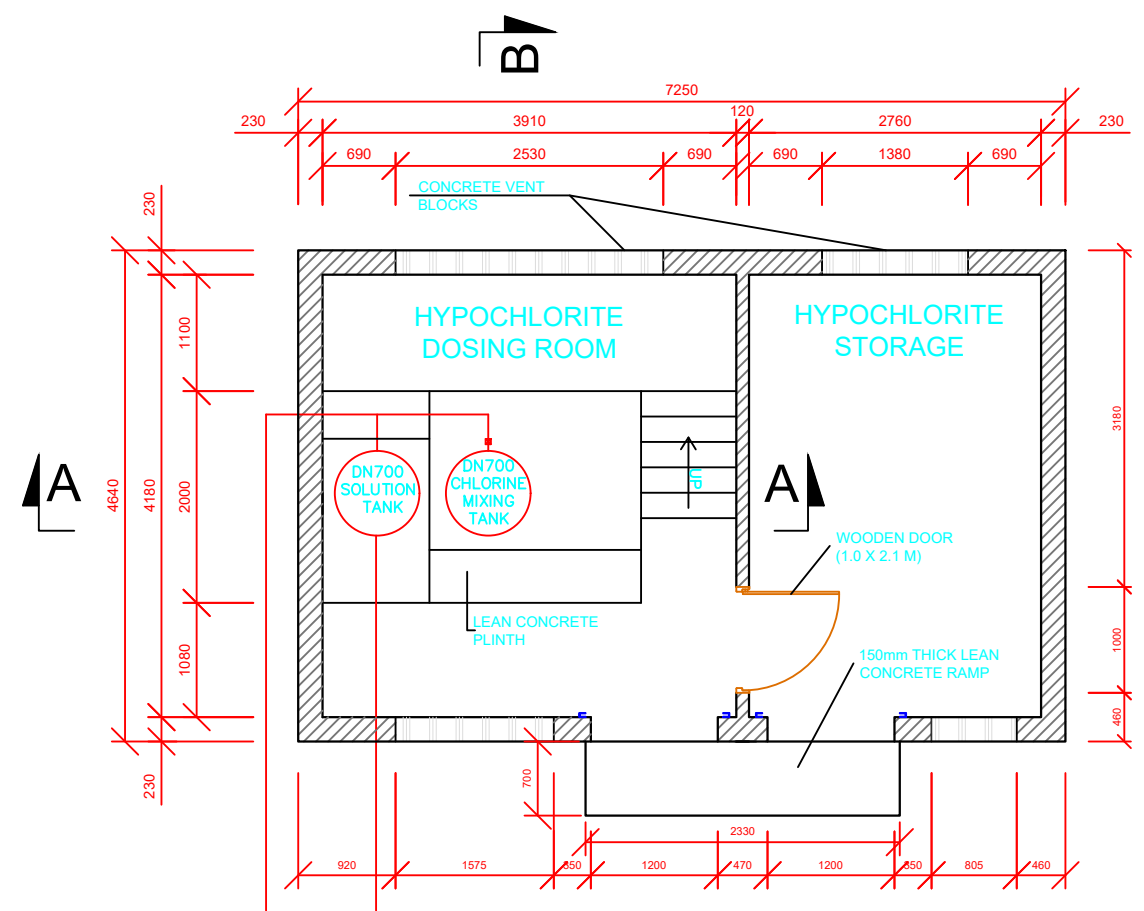 B
7250
230
3910
120
2760
230
690
2530
690
690
1380
690
CONCRETE VENT
BLOCKS
230
HYPOCHLORITE
DOSING ROOM
HYPOCHLORITE
STORAGE
1100
3180
A
4640
4180
2000
DN700
SOLUTION
TANK
DN700
CHLORINE
MIXING
TANK
UP
A
WOODEN DOOR
(1.0 X 2.1 M)
LEAN CONCRETE
PLINTH
1080
1000
150mm THICK LEAN
CONCRETE RAMP
460
230
700
2330
920
1575
350
1200
470
1200
350
805
460